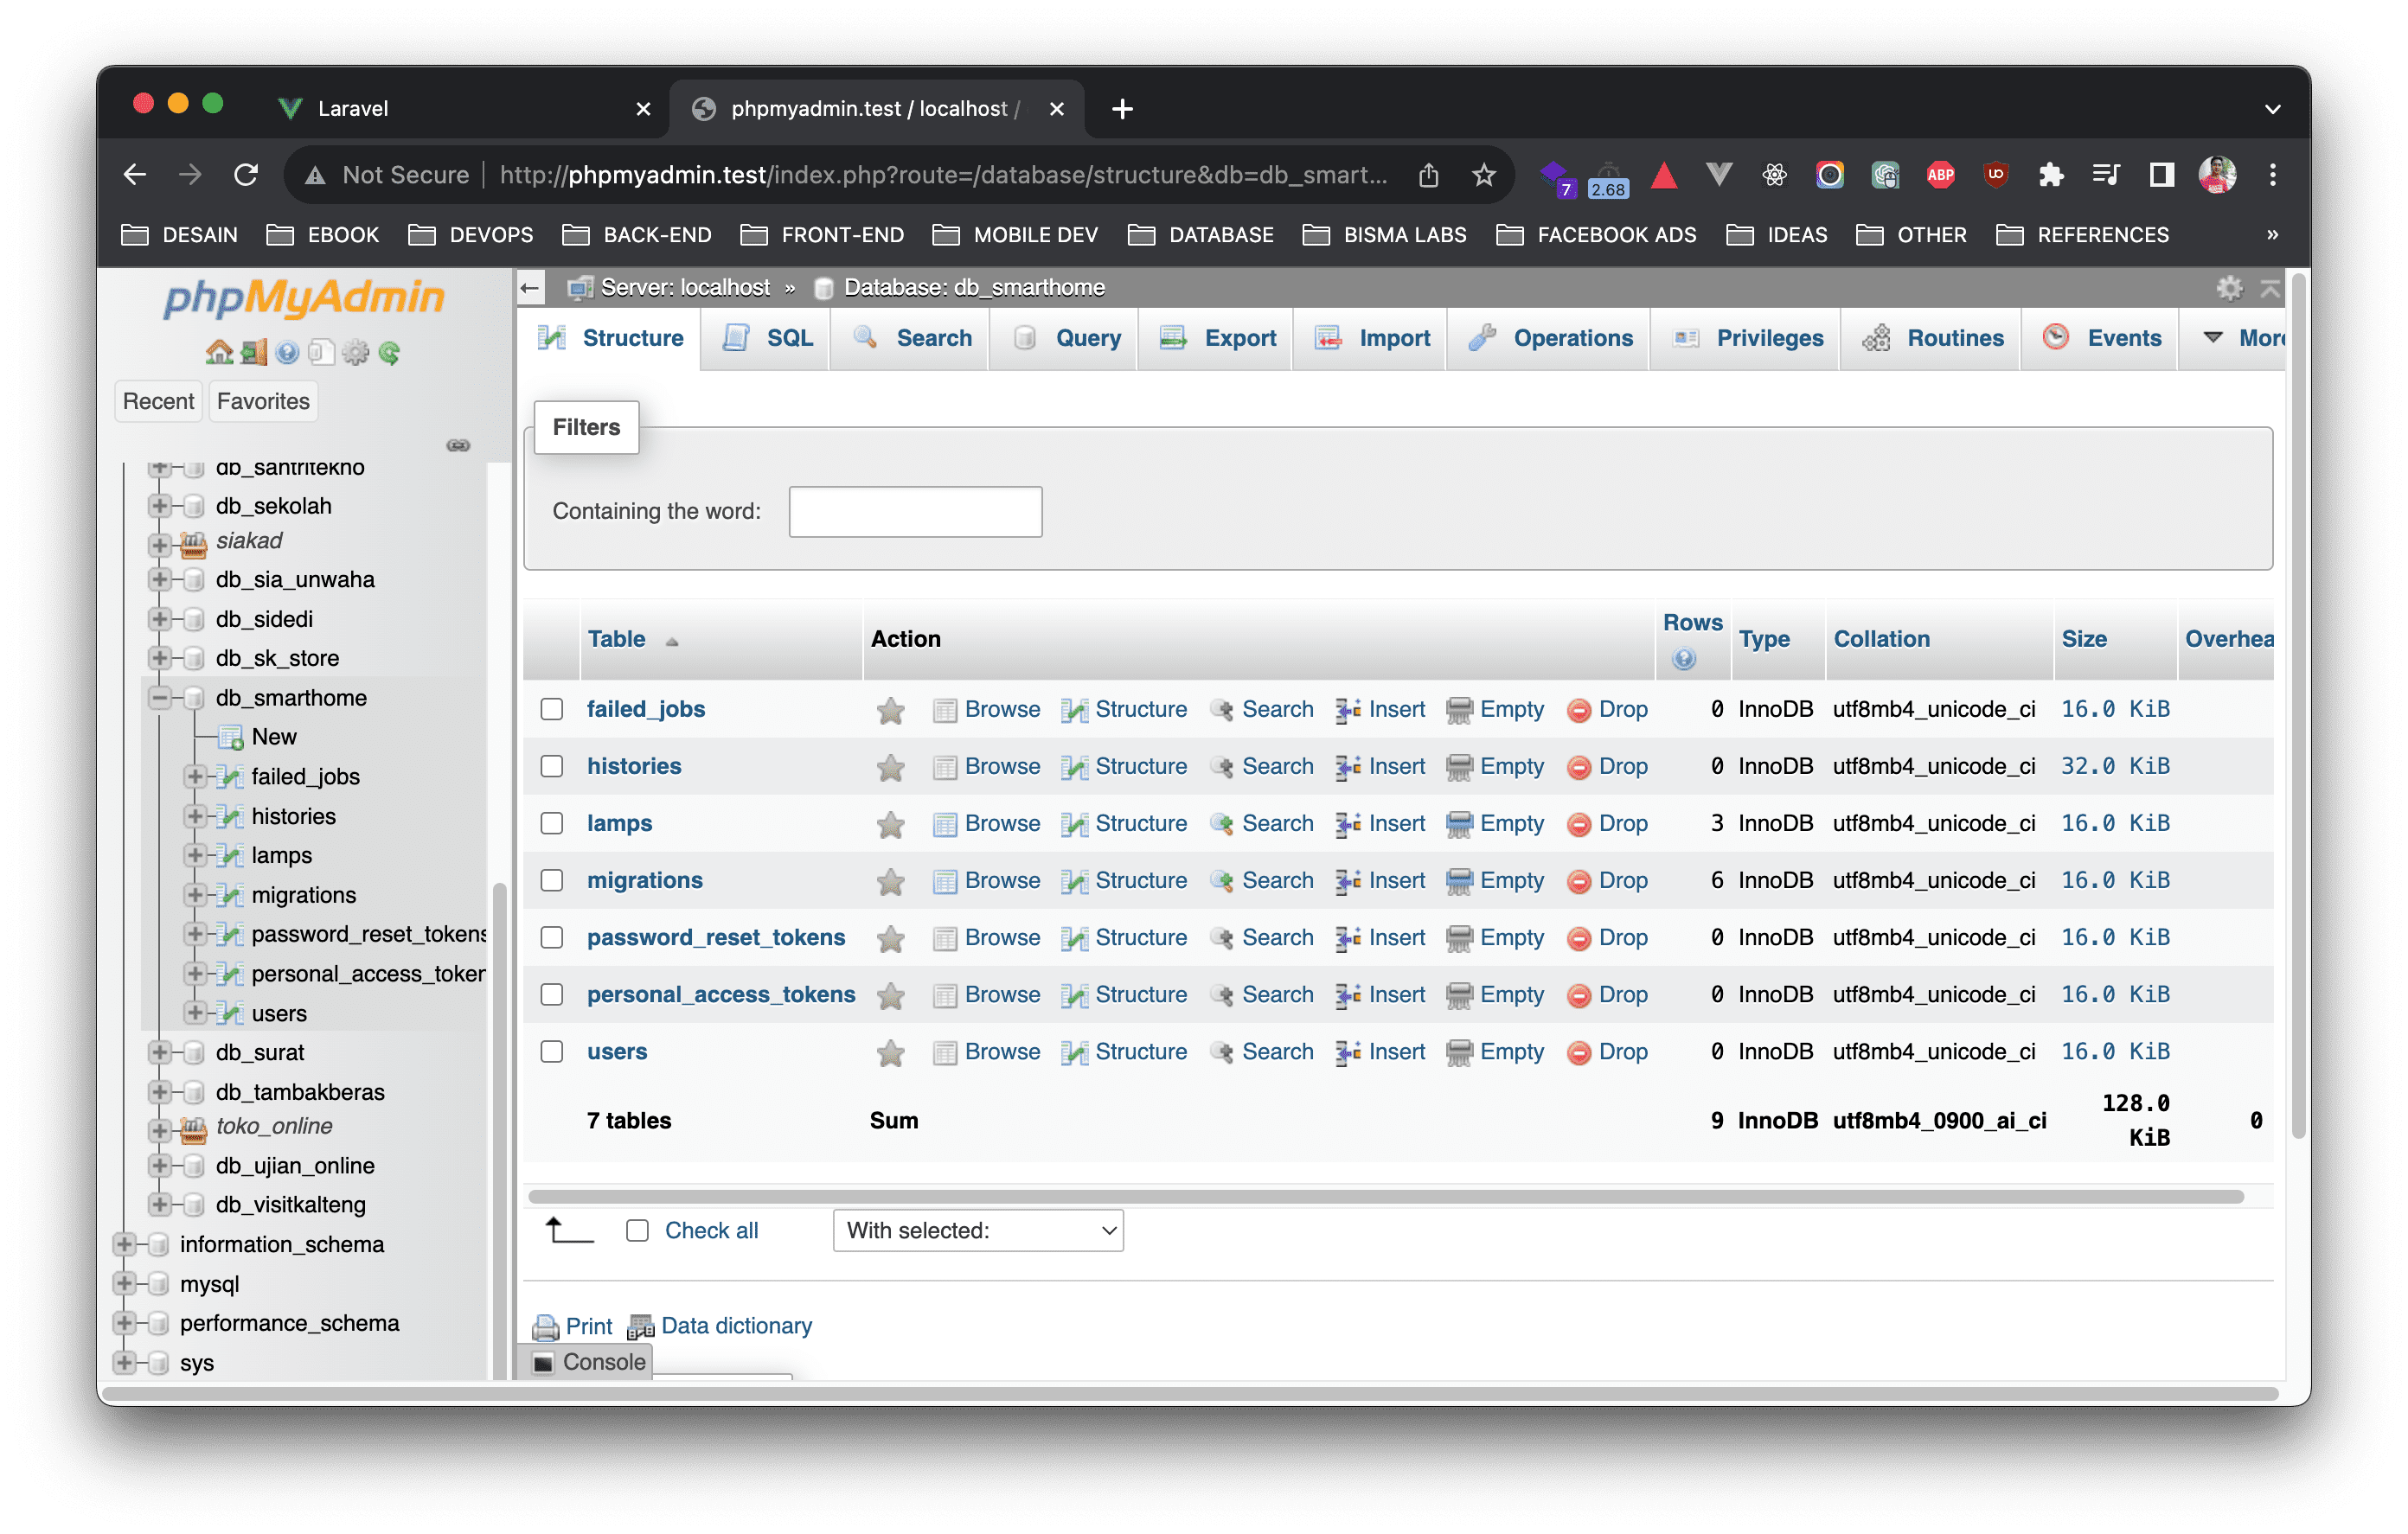 Laravel
phpmyadmin.test / localhost /
Not Secure http://phpmyadmin.test/index.php?route=/database/structure&db=db_smart...
7 2.68 ABP
DESAIN EBOOK DEVOPS BACK-END FRONT-END MOBILE DEV DATABASE BISMA LABS FACEBOOK ADS IDEAS OTHER REFERENCES »
phpMyAdmin
Recent Favorites
db_santritekno
db_sekolah
siakad
db_sia_unwaha
db_sidedi
db_sk_store
db_smarthome
New
failed_jobs
histories
lamps
migrations
password_reset_tokens
personal_access_token
users
db_surat
db_tambakberas
toko_online
db_ujian_online
db_visitkalteng
information_schema
mysql
performance_schema
sys
Server: localhost » Database: db_smarthome
Structure SQL Search Query Export Import Operations Privileges Routines Events More
Filters
Containing the word:
Table Action Rows Type Collation Size Overhea
failed_jobs Browse Structure Search Insert Empty Drop 0 InnoDB utf8mb4_unicode_ci 16.0 KiB
histories Browse Structure Search Insert Empty Drop 0 InnoDB utf8mb4_unicode_ci 32.0 KiB
lamps Browse Structure Search Insert Empty Drop 3 InnoDB utf8mb4_unicode_ci 16.0 KiB
migrations Browse Structure Search Insert Empty Drop 6 InnoDB utf8mb4_unicode_ci 16.0 KiB
password_reset_tokens Browse Structure Search Insert Empty Drop 0 InnoDB utf8mb4_unicode_ci 16.0 KiB
personal_access_tokens Browse Structure Search Insert Empty Drop 0 InnoDB utf8mb4_unicode_ci 16.0 KiB
users Browse Structure Search Insert Empty Drop 0 InnoDB utf8mb4_unicode_ci 16.0 KiB
7 tables Sum 9 InnoDB utf8mb4_0900_ai_ci 128.0 KiB 0
Check all With selected:
Print Data dictionary
Console